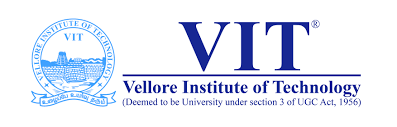 VELLORE INSTITUTE OF TECHNOLOGY
VIT
VIT®
Vellore Institute of Technology
(Deemed to be University under section 3 of UGC Act, 1956)